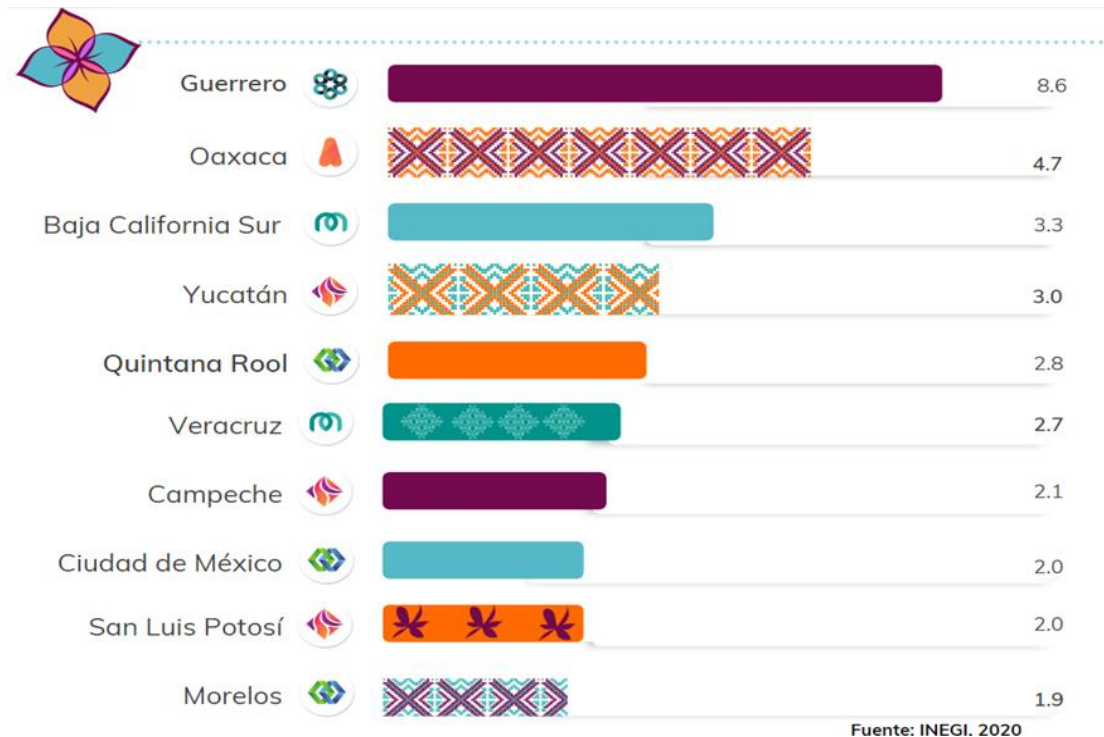 Guerrero 8.6
Oaxaca 4.7
Baja California Sur 3.3
Yucatán 3.0
Quintana Rool 2.8
Veracruz 2.7
Campeche 2.1
Ciudad de México 2.0
San Luis Potosí 2.0
Morelos 1.9
Fuente: INEGI, 2020